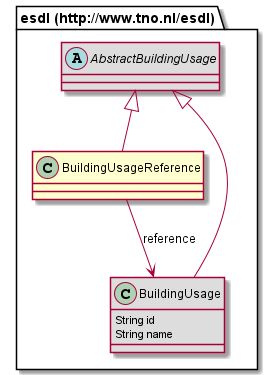 esdl (http://www.tno.nl/esdl)
A AbstractBuildingUsage
C BuildingUsageReference
reference
C BuildingUsage
String id
String name